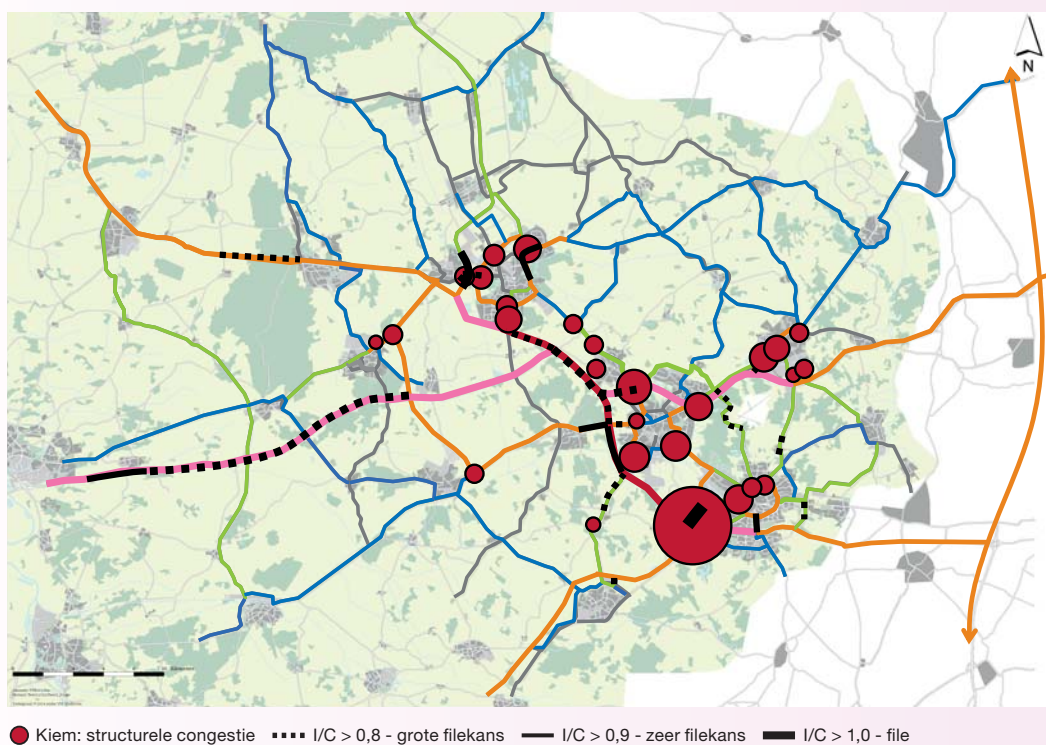 N
Kiem: structurele congestie I/C > 0,8 - grote filekans I/C > 0,9 - zeer filekans I/C > 1,0 - file